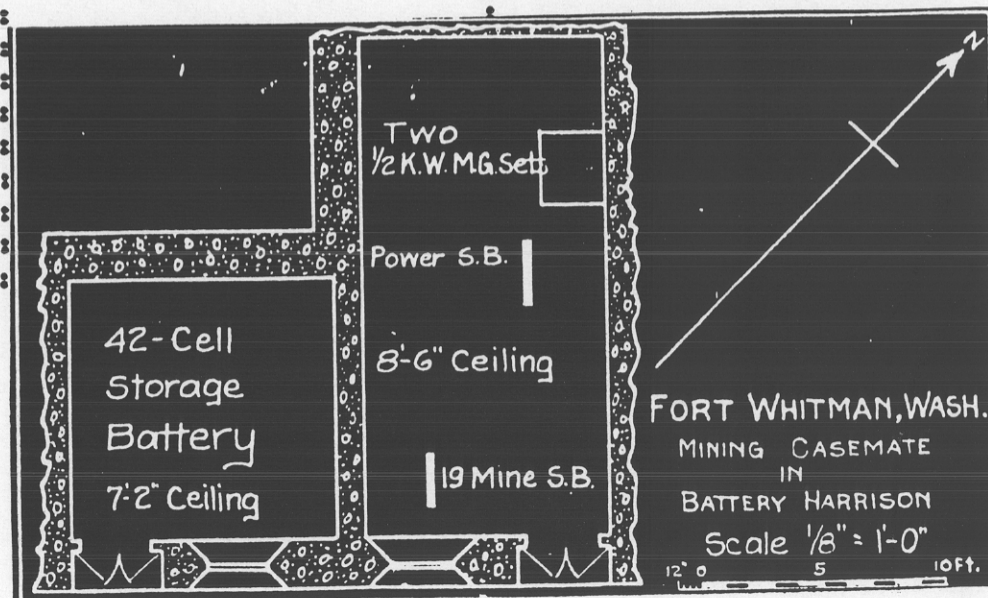 TWO
1/2 K.W. M.G. Sets
Power S.B.
8'-6" Ceiling
19 Mine S.B.
42-Cell
Storage
Battery
7'-2" Ceiling
N
FORT WHITMAN, WASH.
MINING CASEMATE
IN
BATTERY HARRISON
Scale 1/8" = 1'-0"
12" 0 5 10 Ft.